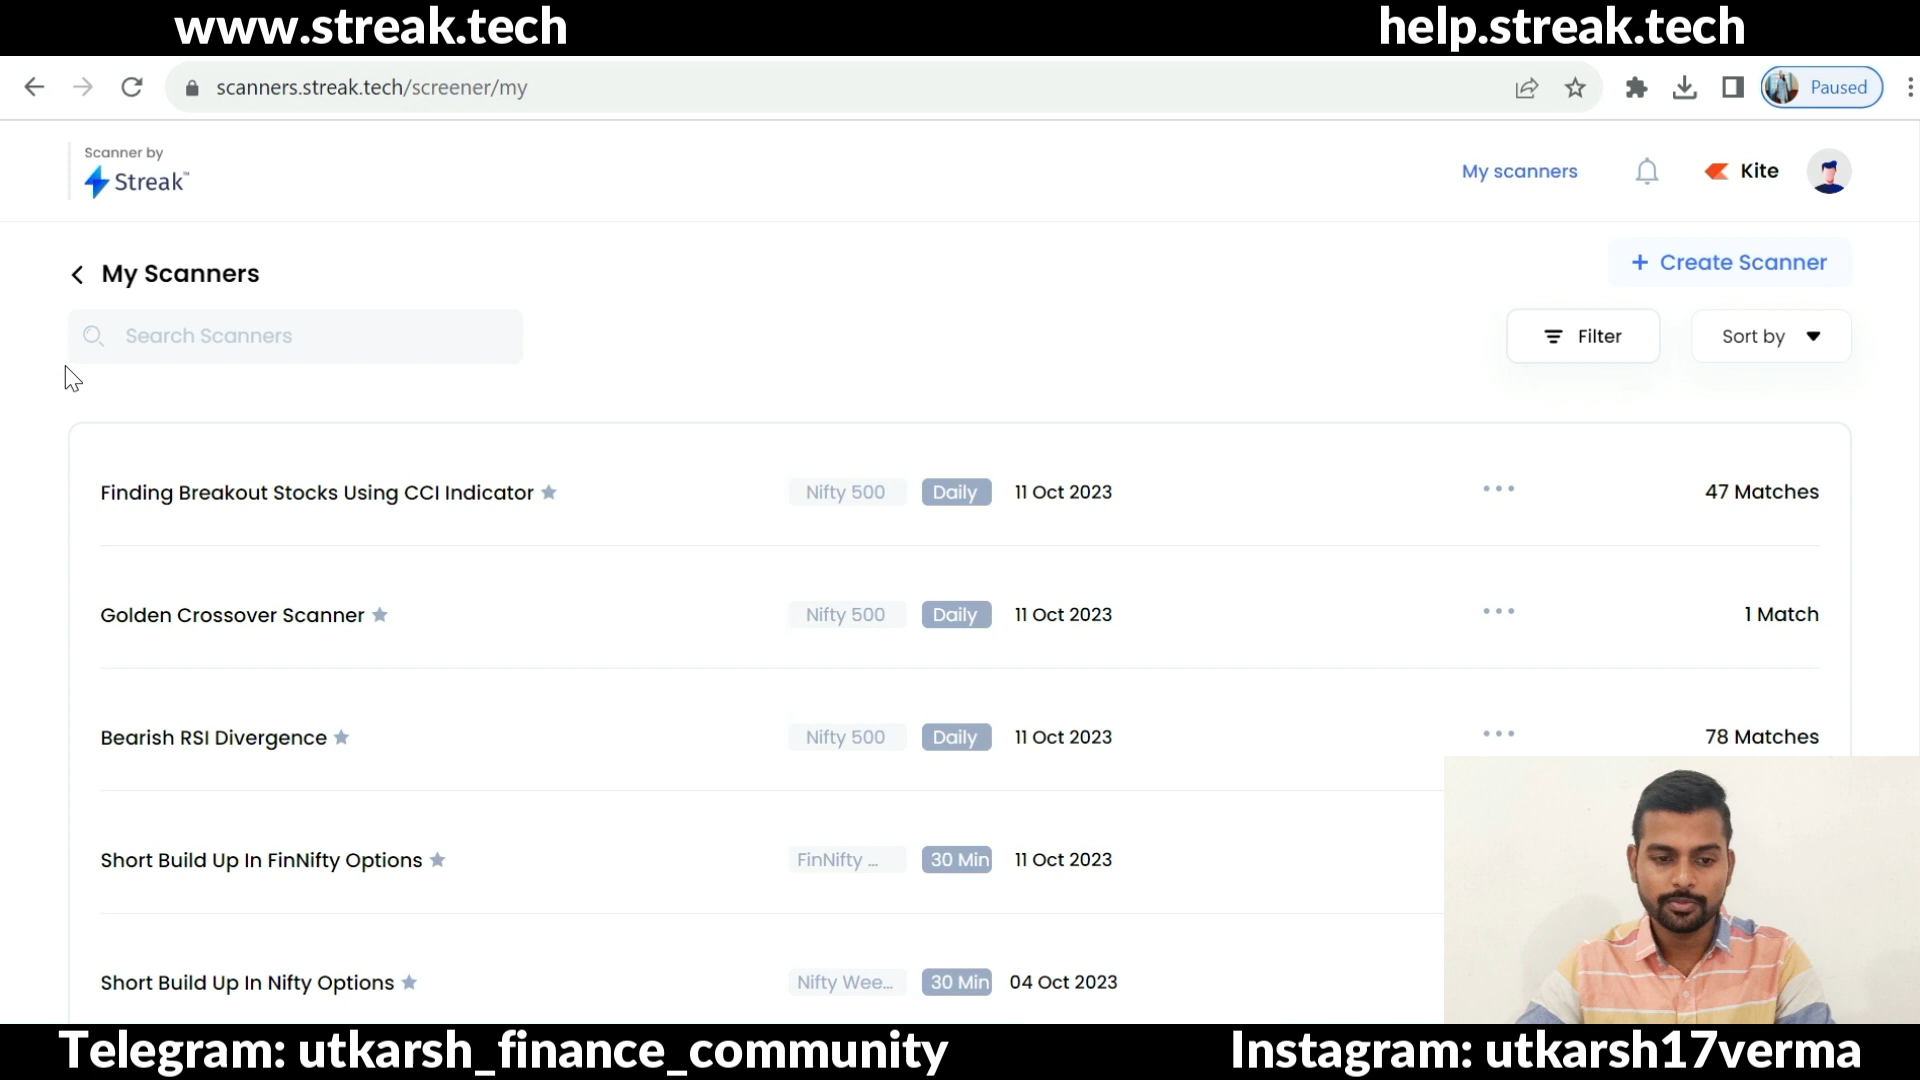 www.streak.tech help.streak.tech
scanners.streak.tech/screener/my Paused
Scanner by
Streak™ My scanners Kite
My Scanners + Create Scanner
Search Scanners Filter Sort by
Finding Breakout Stocks Using CCI Indicator Nifty 500 Daily 11 Oct 2023 ... 47 Matches
Golden Crossover Scanner Nifty 500 Daily 11 Oct 2023 ... 1 Match
Bearish RSI Divergence Nifty 500 Daily 11 Oct 2023 ... 78 Matches
Short Build Up In FinNifty Options FinNifty ... 30 Min 11 Oct 2023
Short Build Up In Nifty Options Nifty Wee... 30 Min 04 Oct 2023
Telegram: utkarsh_finance_community Instagram: utkarsh17verma